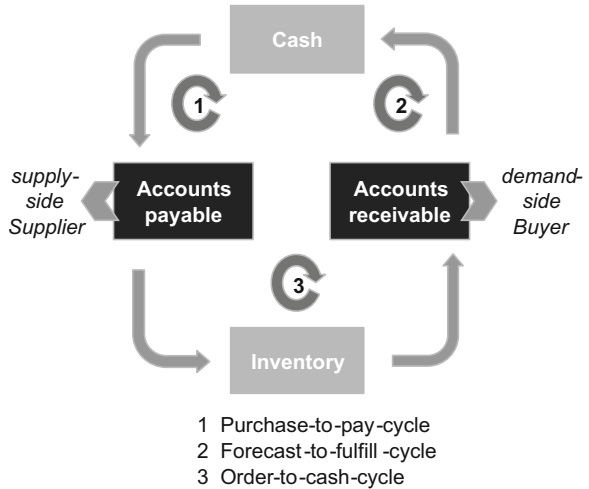 Cash
1
2
supply-
side
Supplier
Accounts
payable
Accounts
receivable
demand-
side
Buyer
3
Inventory
1 Purchase-to-pay-cycle
2 Forecast-to-fulfill -cycle
3 Order-to-cash-cycle